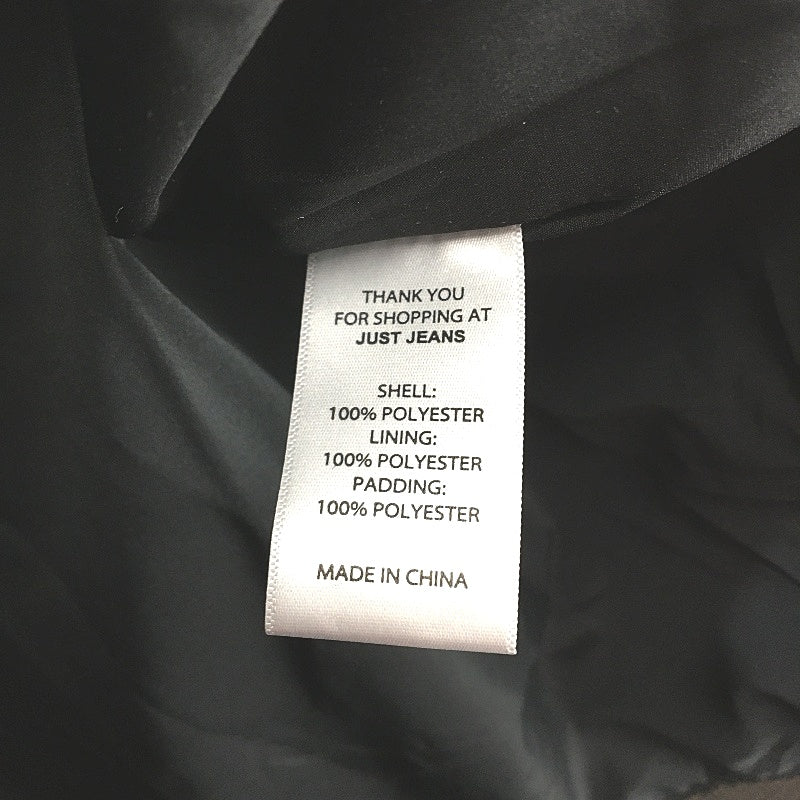 THANK YOU
FOR SHOPPING AT
JUST JEANS
SHELL:
100% POLYESTER
LINING:
100% POLYESTER
PADDING:
100% POLYESTER
MADE IN CHINA